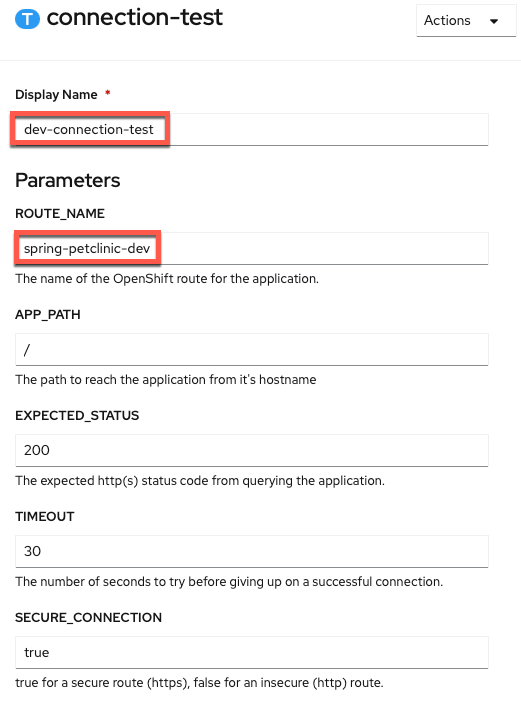 T connection-test
Actions
Display Name *
dev-connection-test
Parameters
ROUTE_NAME
spring-petclinic-dev
The name of the OpenShift route for the application.
APP_PATH
/
The path to reach the application from it's hostname
EXPECTED_STATUS
200
The expected http(s) status code from querying the application.
TIMEOUT
30
The number of seconds to try before giving up on a successful connection.
SECURE_CONNECTION
true
true for a secure route (https), false for an insecure (http) route.